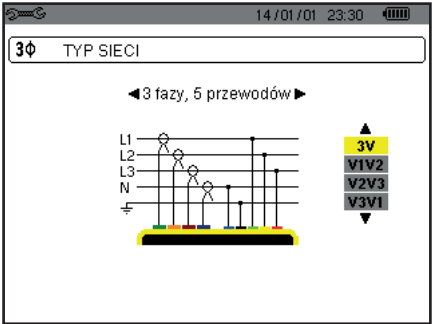 14/01/01 23:30
3Φ TYP SIECI
◄3 fazy, 5 przewodów►
L1
L2
L3
N
3V
V1V2
V2V3
V3V1